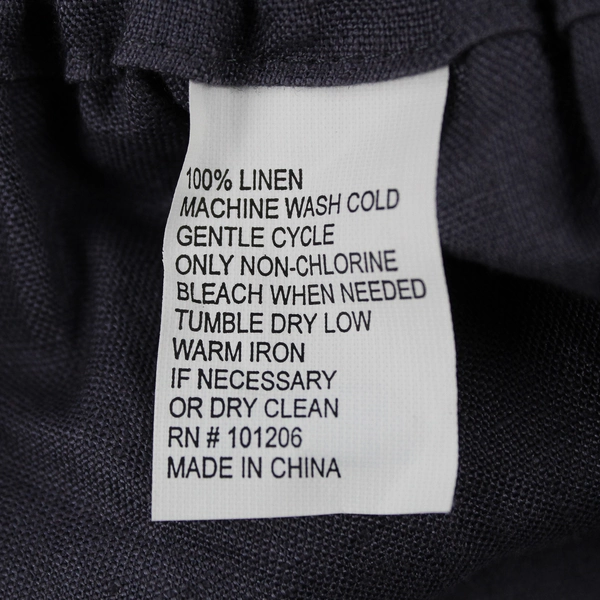 100% LINEN
MACHINE WASH COLD
GENTLE CYCLE
ONLY NON-CHLORINE
BLEACH WHEN NEEDED
TUMBLE DRY LOW
WARM IRON
IF NECESSARY
OR DRY CLEAN
RN # 101206
MADE IN CHINA